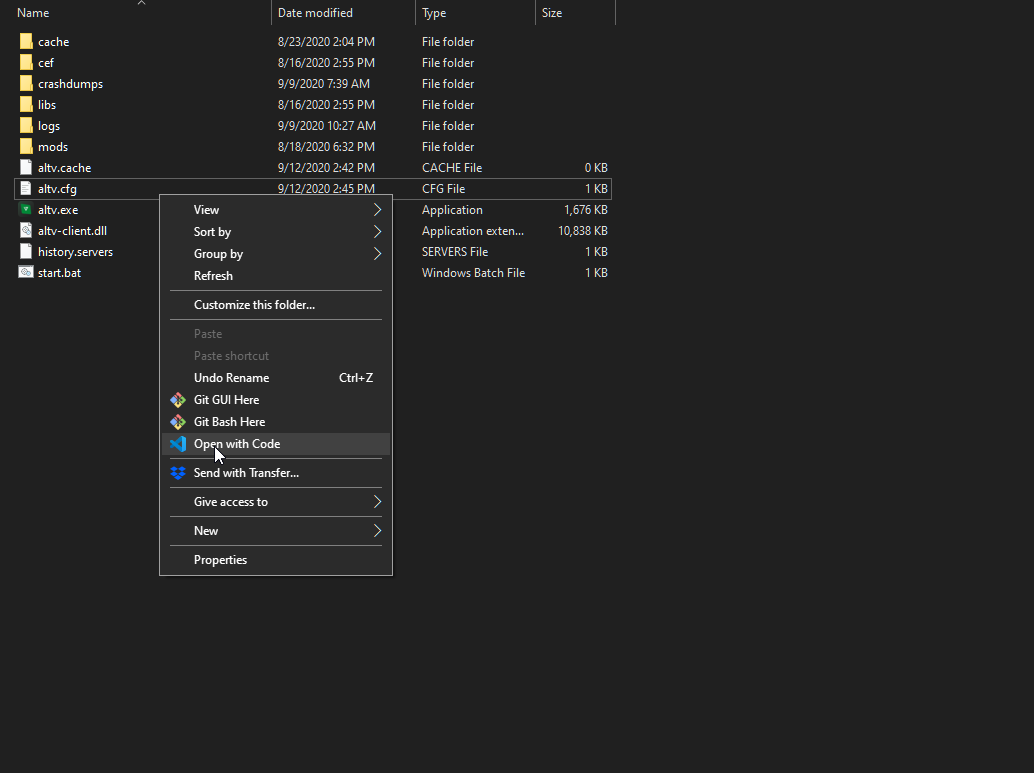 Name Date modified Type Size
cache 8/23/2020 2:04 PM File folder
cef 8/16/2020 2:55 PM File folder
crashdumps 9/9/2020 7:39 AM File folder
libs 8/16/2020 2:55 PM File folder
logs 9/9/2020 10:27 AM File folder
mods 8/18/2020 6:32 PM File folder
altv.cache 9/12/2020 2:42 PM CACHE File 0 KB
altv.cfg 9/12/2020 2:45 PM CFG File 1 KB
altv.exe Application 1,676 KB
altv-client.dll Application exten... 10,838 KB
history.servers SERVERS File 1 KB
start.bat Windows Batch File 1 KB
View
Sort by
Group by
Refresh
Customize this folder...
Paste
Paste shortcut
Undo Rename Ctrl+Z
Git GUI Here
Git Bash Here
Open with Code
Send with Transfer...
Give access to
New
Properties